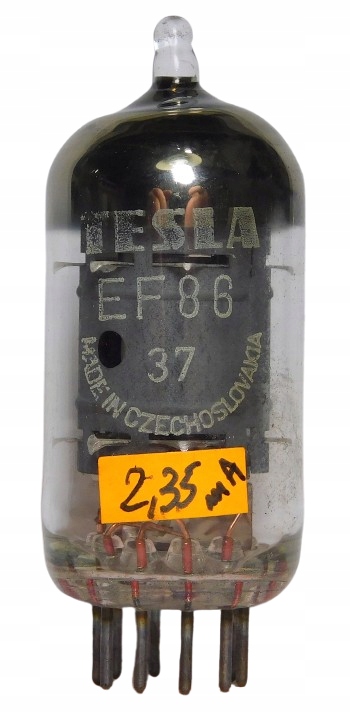 TESLA
EF86
37
MADE IN CZECHOSLOVAKIA
2,35 mA